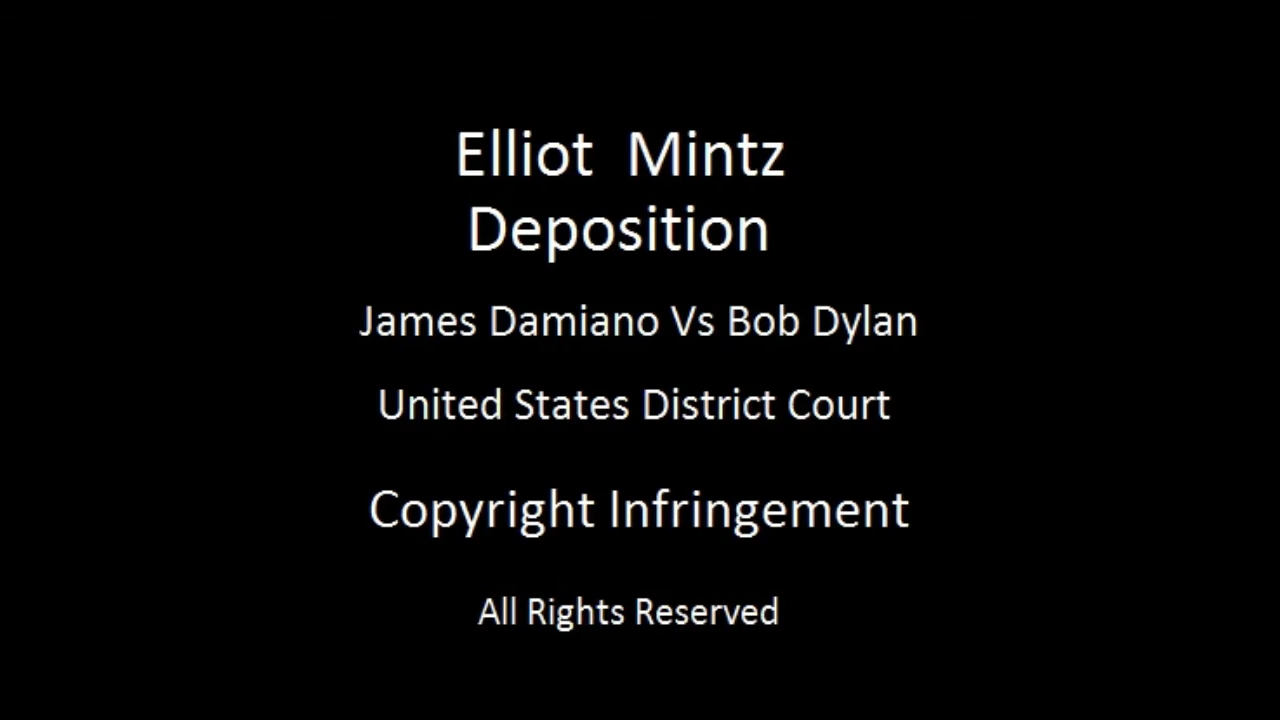 Elliot Mintz
Deposition
James Damiano Vs Bob Dylan
United States District Court
Copyright Infringement
All Rights Reserved